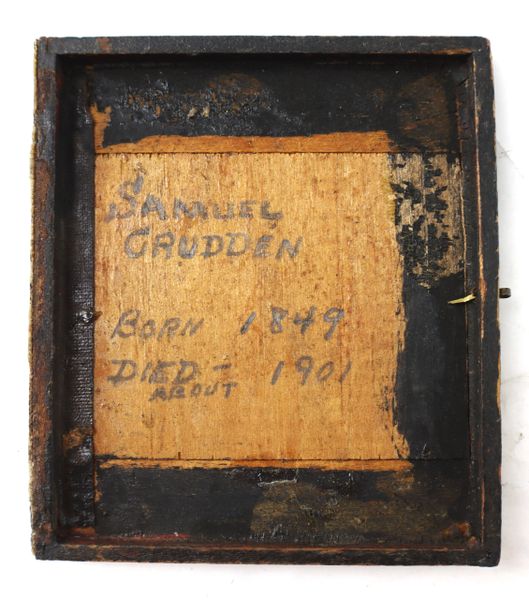 SAMUEL
CRUDDEN
BORN 1849
DIED - 1901
ABOUT